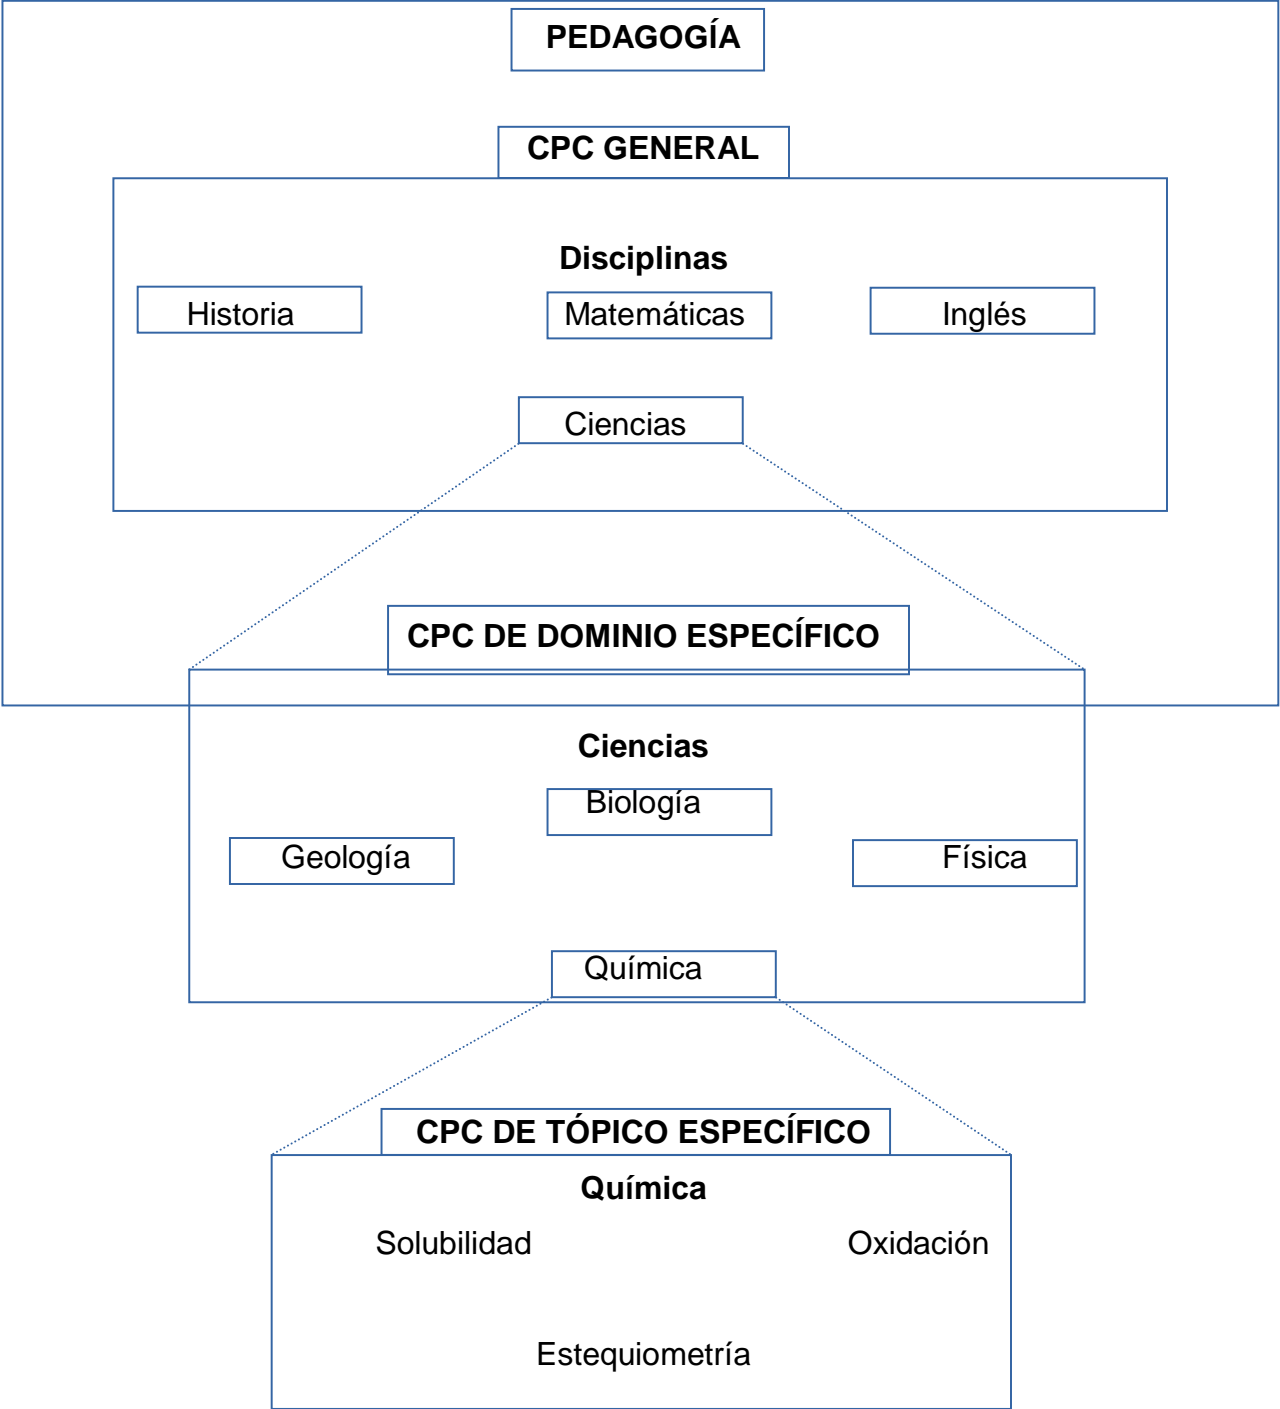 PEDAGOGÍA
CPC GENERAL
Disciplinas
Historia
Matemáticas
Inglés
Ciencias
CPC DE DOMINIO ESPECÍFICO
Ciencias
Biología
Geología
Física
Química
CPC DE TÓPICO ESPECÍFICO
Química
Solubilidad
Oxidación
Estequiometría